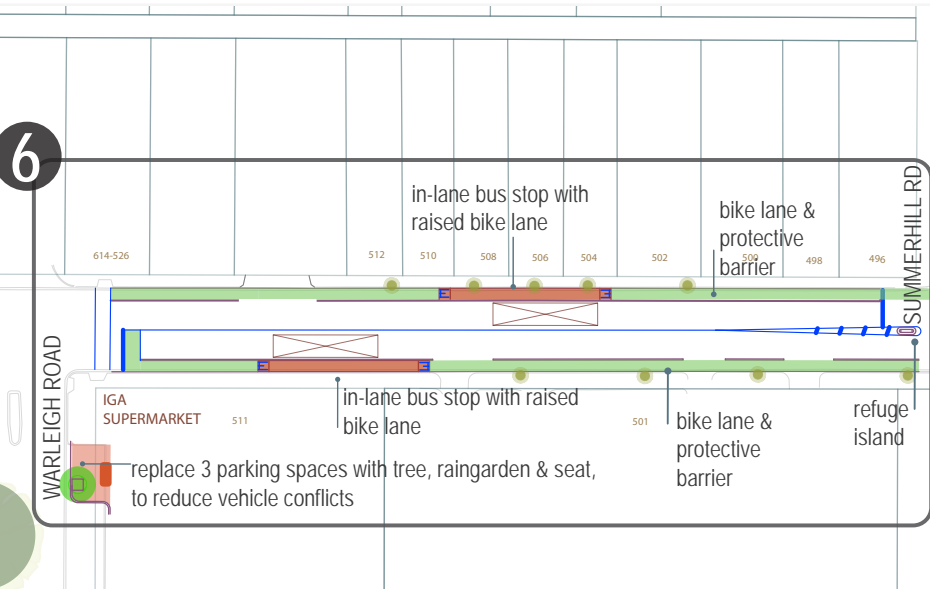 6
in-lane bus stop with
raised bike lane
bike lane &
protective
barrier
SUMMERHILL RD
614-526
512
510
508
506
504
502
500
498
496
WARLEIGH ROAD
IGA
SUPERMARKET
511
in-lane bus stop with raised
bike lane
501
bike lane &
protective
barrier
refuge
island
replace 3 parking spaces with tree, raingarden & seat,
to reduce vehicle conflicts